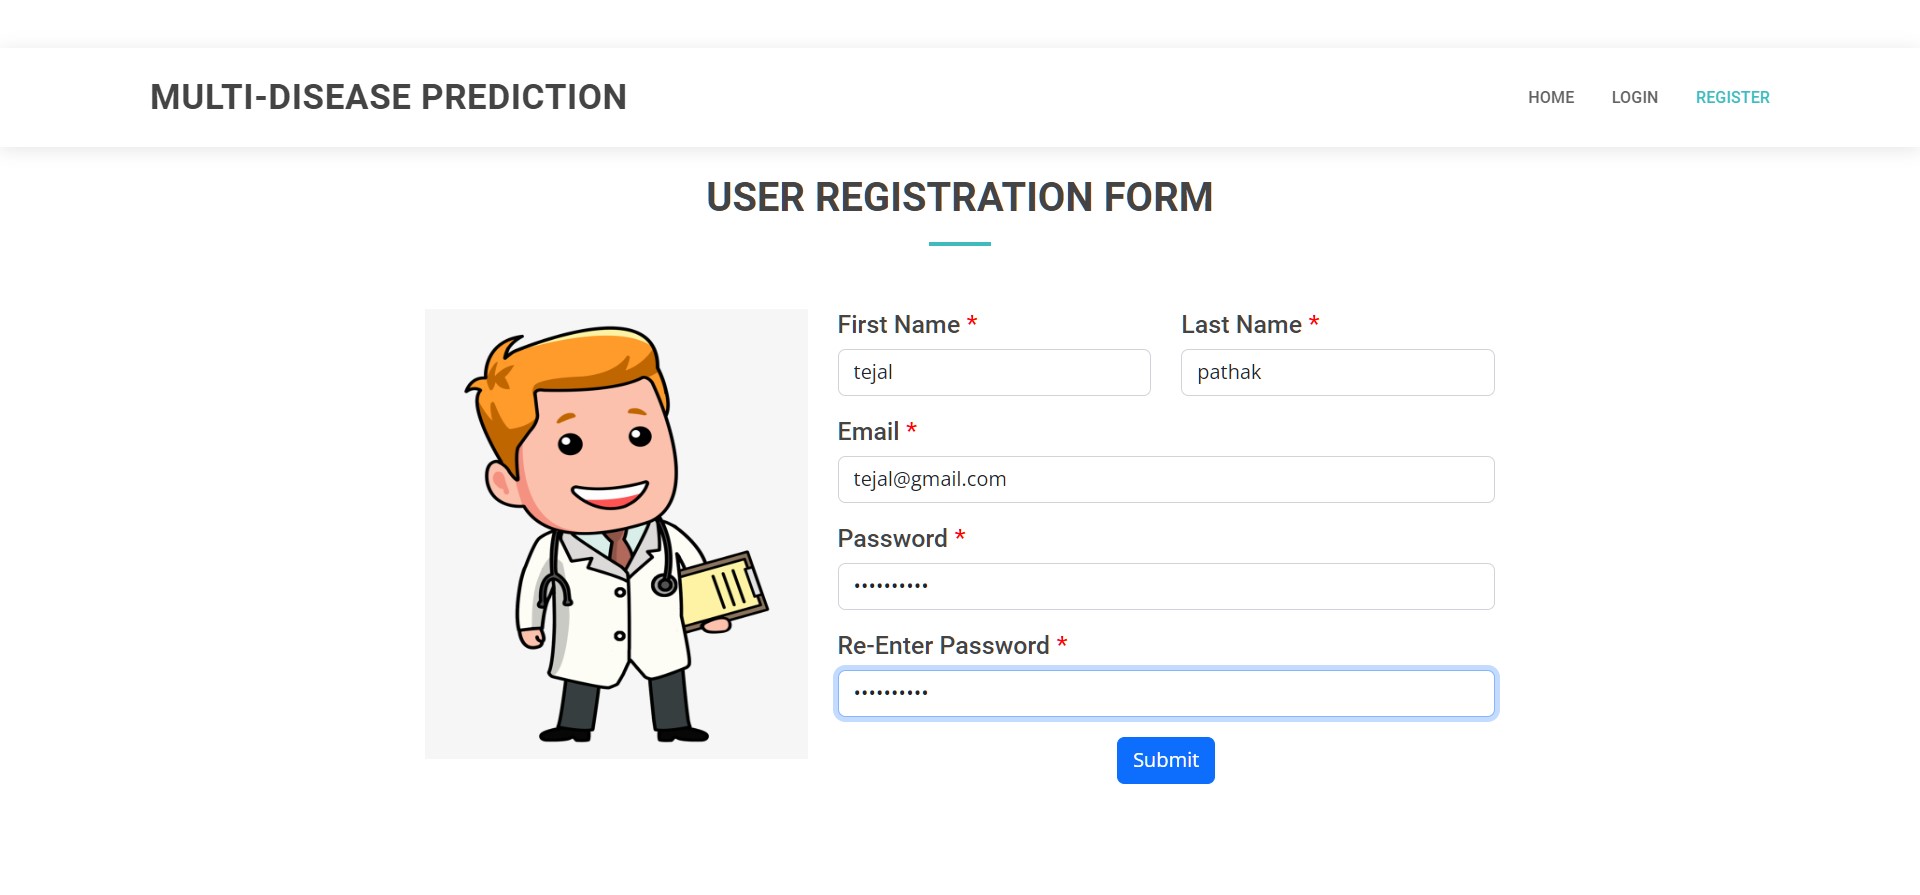 MULTI-DISEASE PREDICTION
HOME LOGIN REGISTER
USER REGISTRATION FORM
First Name * Last Name *
tejal pathak
Email *
tejal@gmail.com
Password *
••••••••••
Re-Enter Password *
••••••••••
Submit